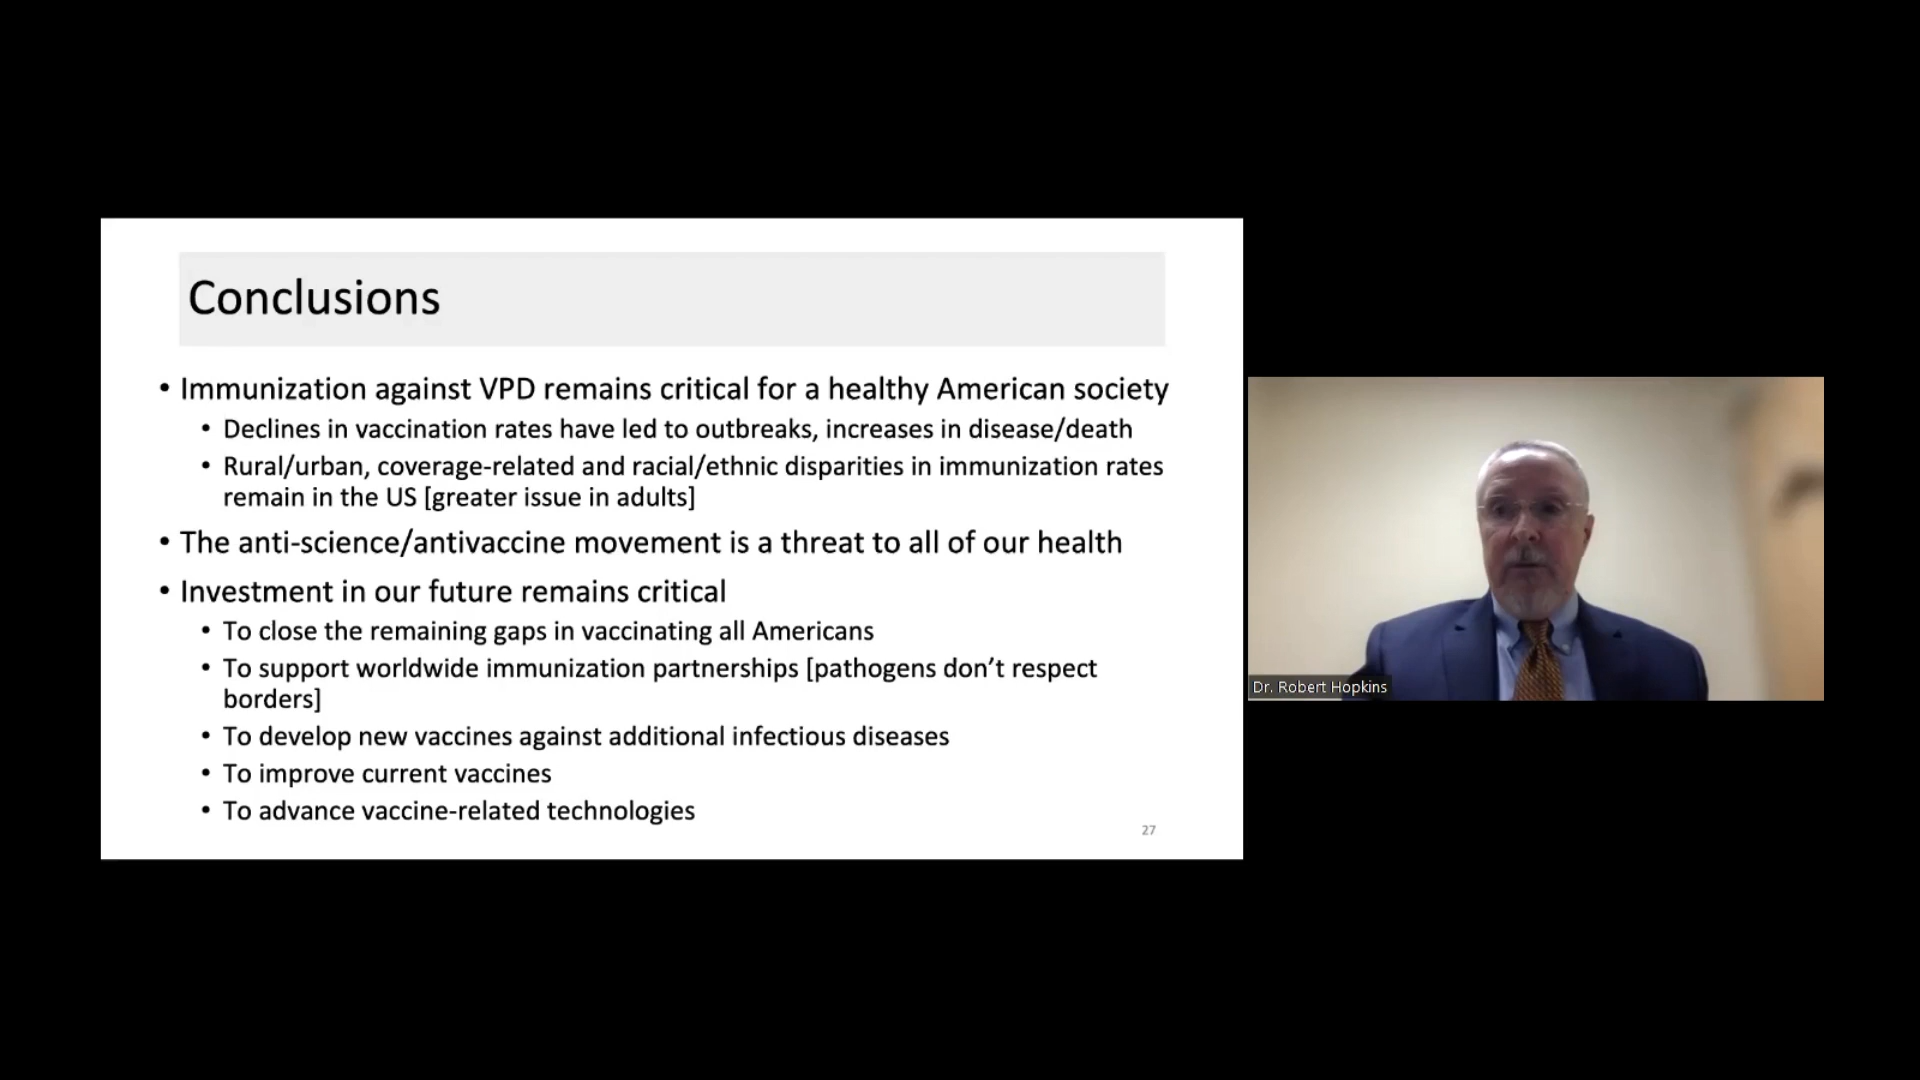 Conclusions
• Immunization against VPD remains critical for a healthy American society
• Declines in vaccination rates have led to outbreaks, increases in disease/death
• Rural/urban, coverage-related and racial/ethnic disparities in immunization rates
remain in the US [greater issue in adults]
• The anti-science/antivaccine movement is a threat to all of our health
• Investment in our future remains critical
• To close the remaining gaps in vaccinating all Americans
• To support worldwide immunization partnerships [pathogens don’t respect
borders]
• To develop new vaccines against additional infectious diseases
• To improve current vaccines
• To advance vaccine-related technologies
27
Dr. Robert Hopkins